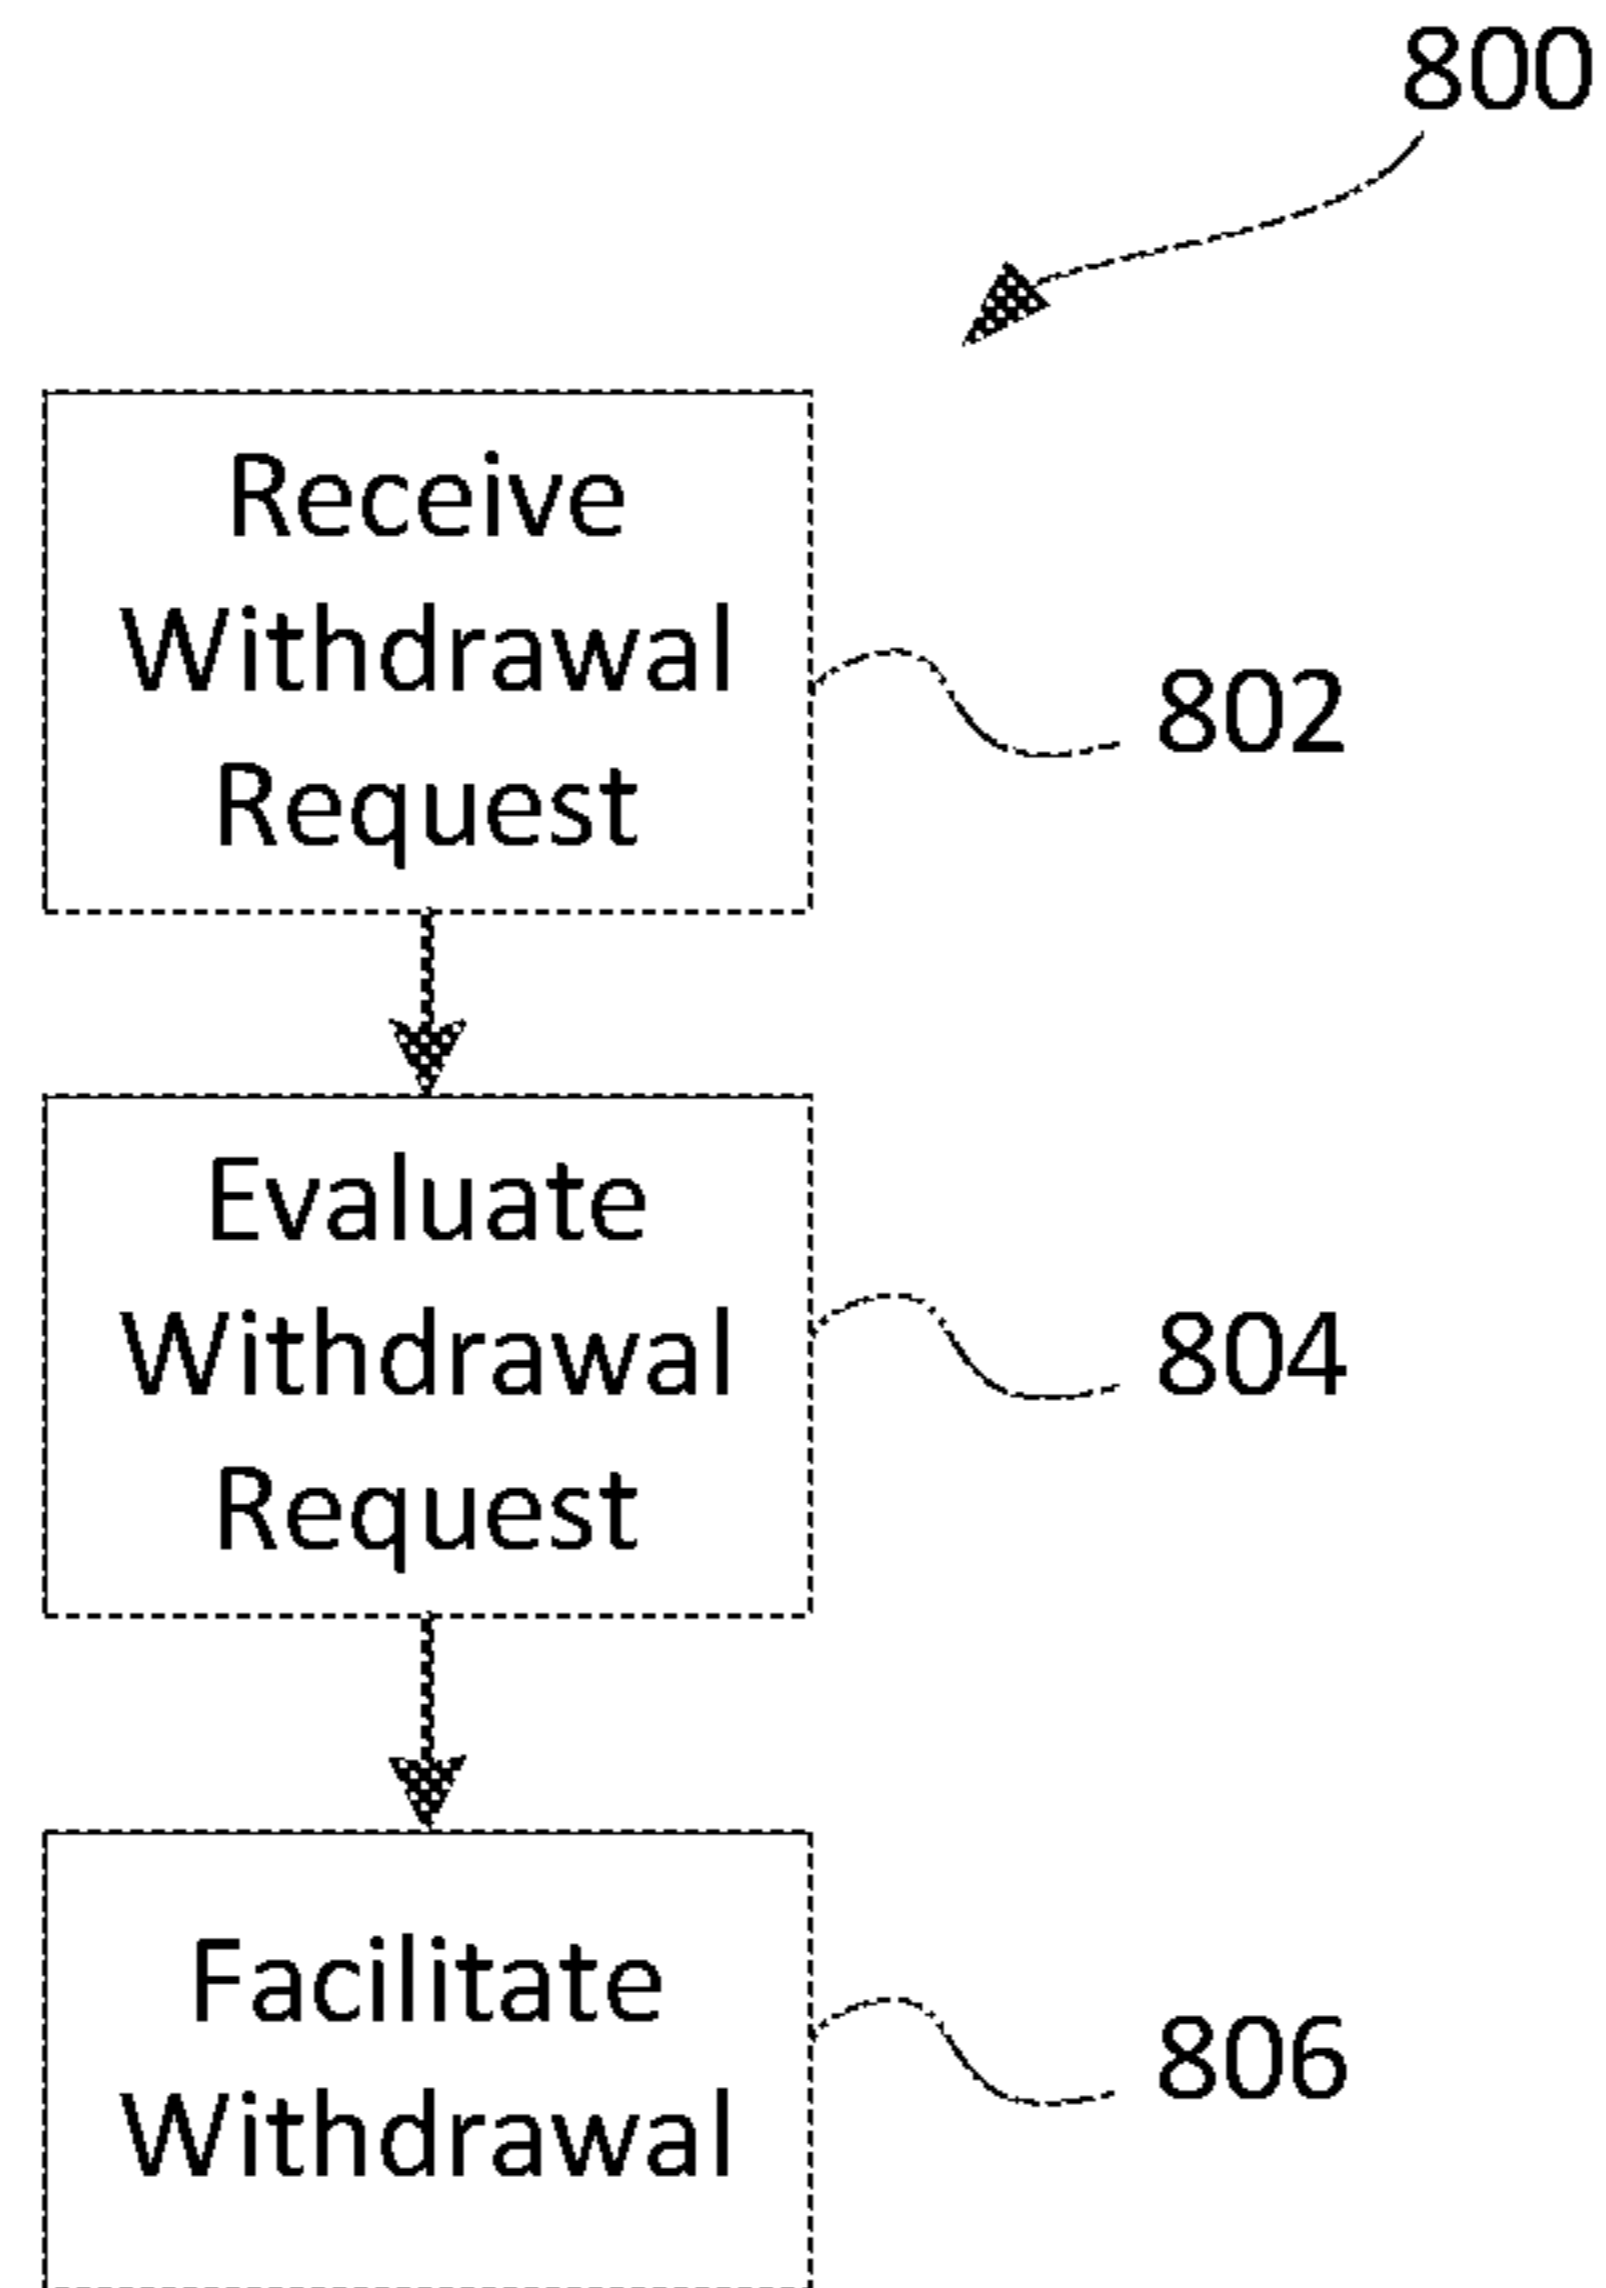 800
Receive
Withdrawal
Request
802
Evaluate
Withdrawal
Request
804
Facilitate
Withdrawal
806